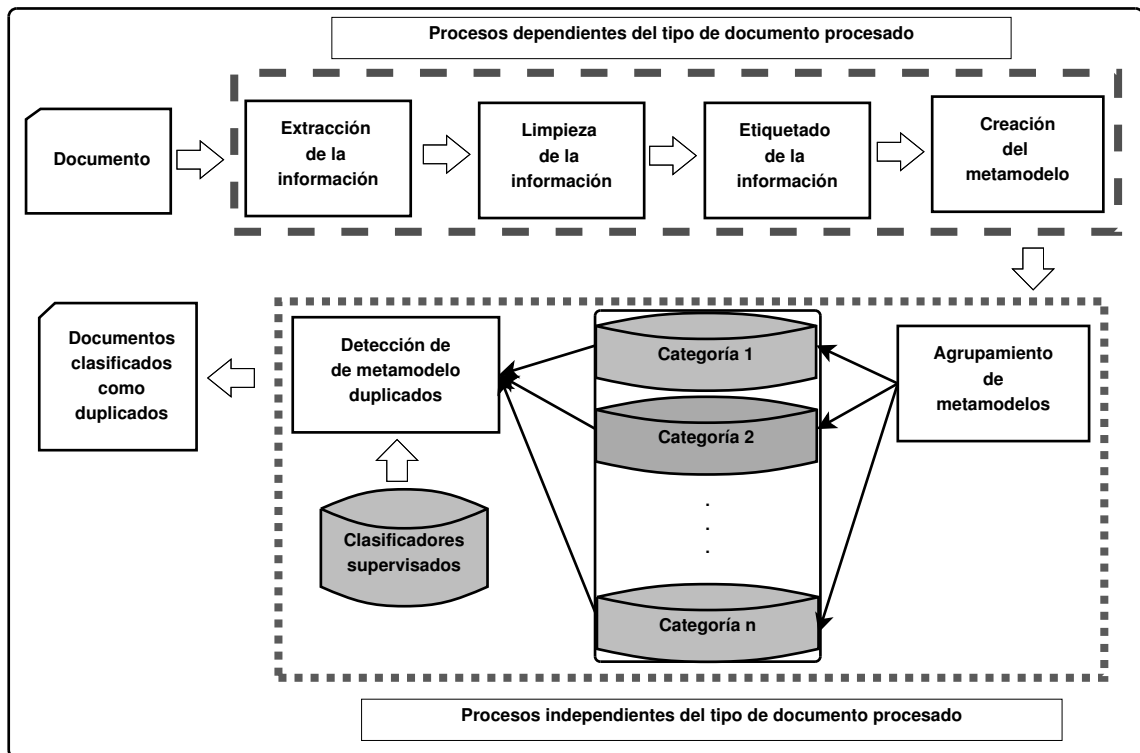 Procesos dependientes del tipo de documento procesado
Documento
Extracción
de la
información
Limpieza
de la
información
Etiquetado
de la
información
Creación
del
metamodelo
Documentos
clasificados
como
duplicados
Detección de
de metamodelo
duplicados
Categoría 1
Categoría 2
.
.
.
Categoría n
Agrupamiento
de
metamodelos
Clasificadores
supervisados
Procesos independientes del tipo de documento procesado